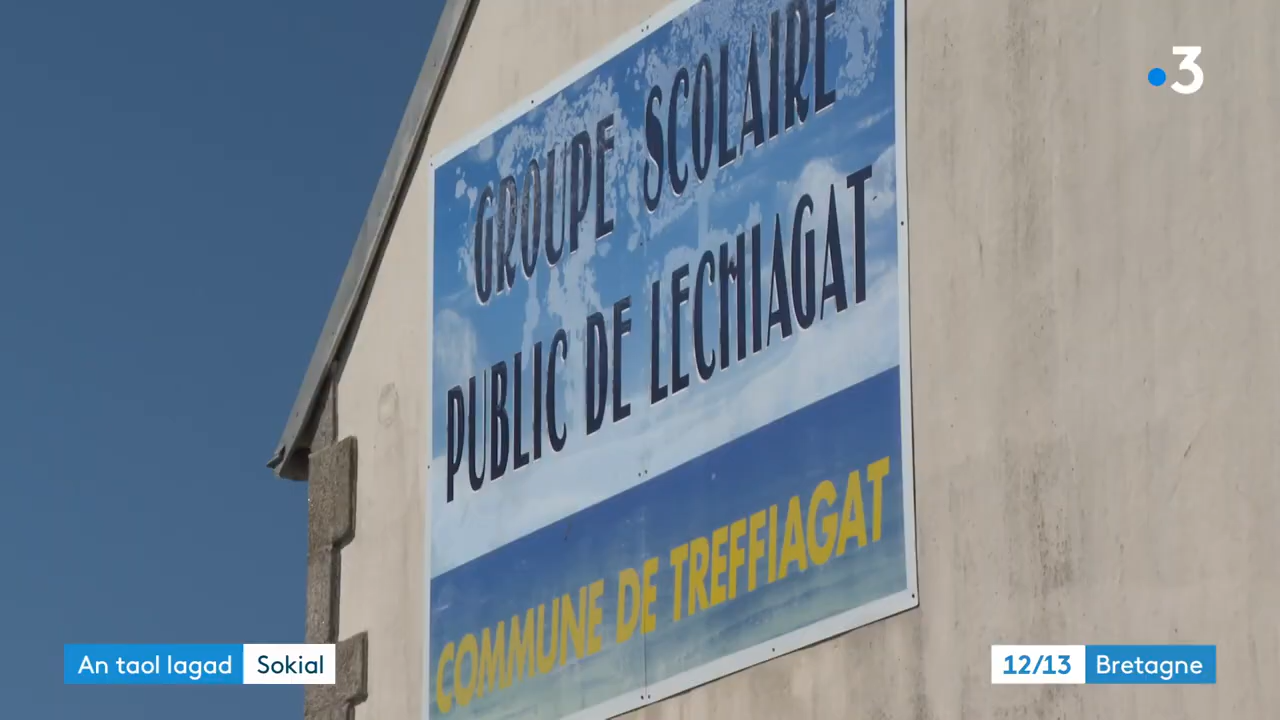 3
GROUPE SCOLAIRE
PUBLIC DE LECHIAGAT
COMMUNE DE TREFFIAGAT
An taol lagad Sokial
12/13 Bretagne